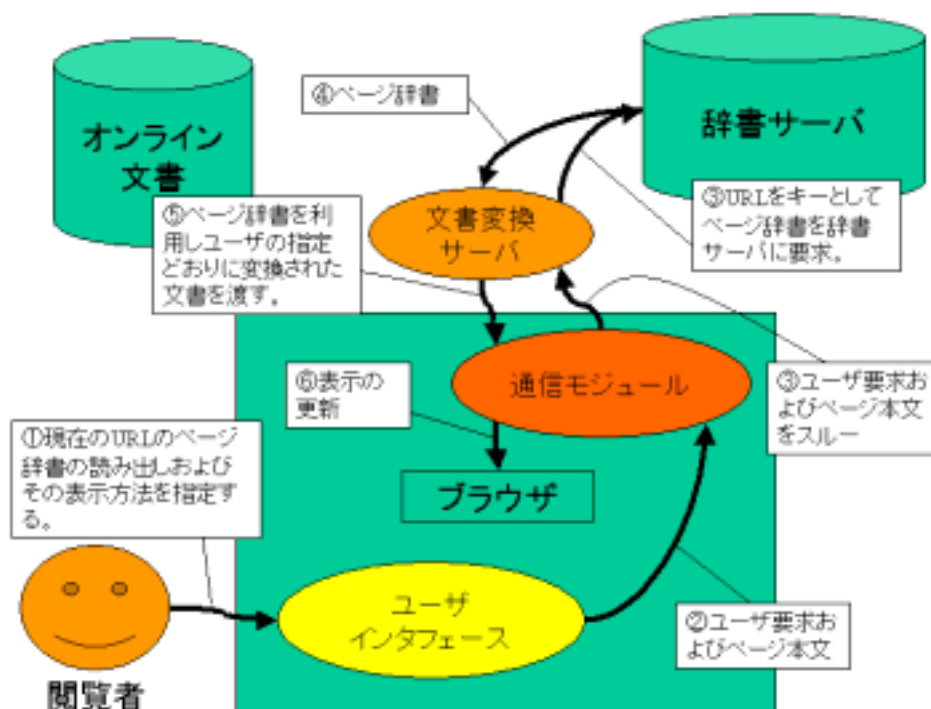 オンライン
文書
④ページ辞書
辞書サーバ
文書変換
サーバ
③URLをキーとして
ページ辞書を辞書
サーバに要求。
⑤ページ辞書を利
用しユーザの指定
どおりに変換された
文書を渡す。
⑥表示の
更新
通信モジュール
③ユーザ要求お
よびページ本文
をスルー
①現在のURLのページ
辞書の読み出しおよび
その表示方法を指定す
る。
ブラウザ
ユーザ
インタフェース
②ユーザ要求お
よびページ本文
閲覧者